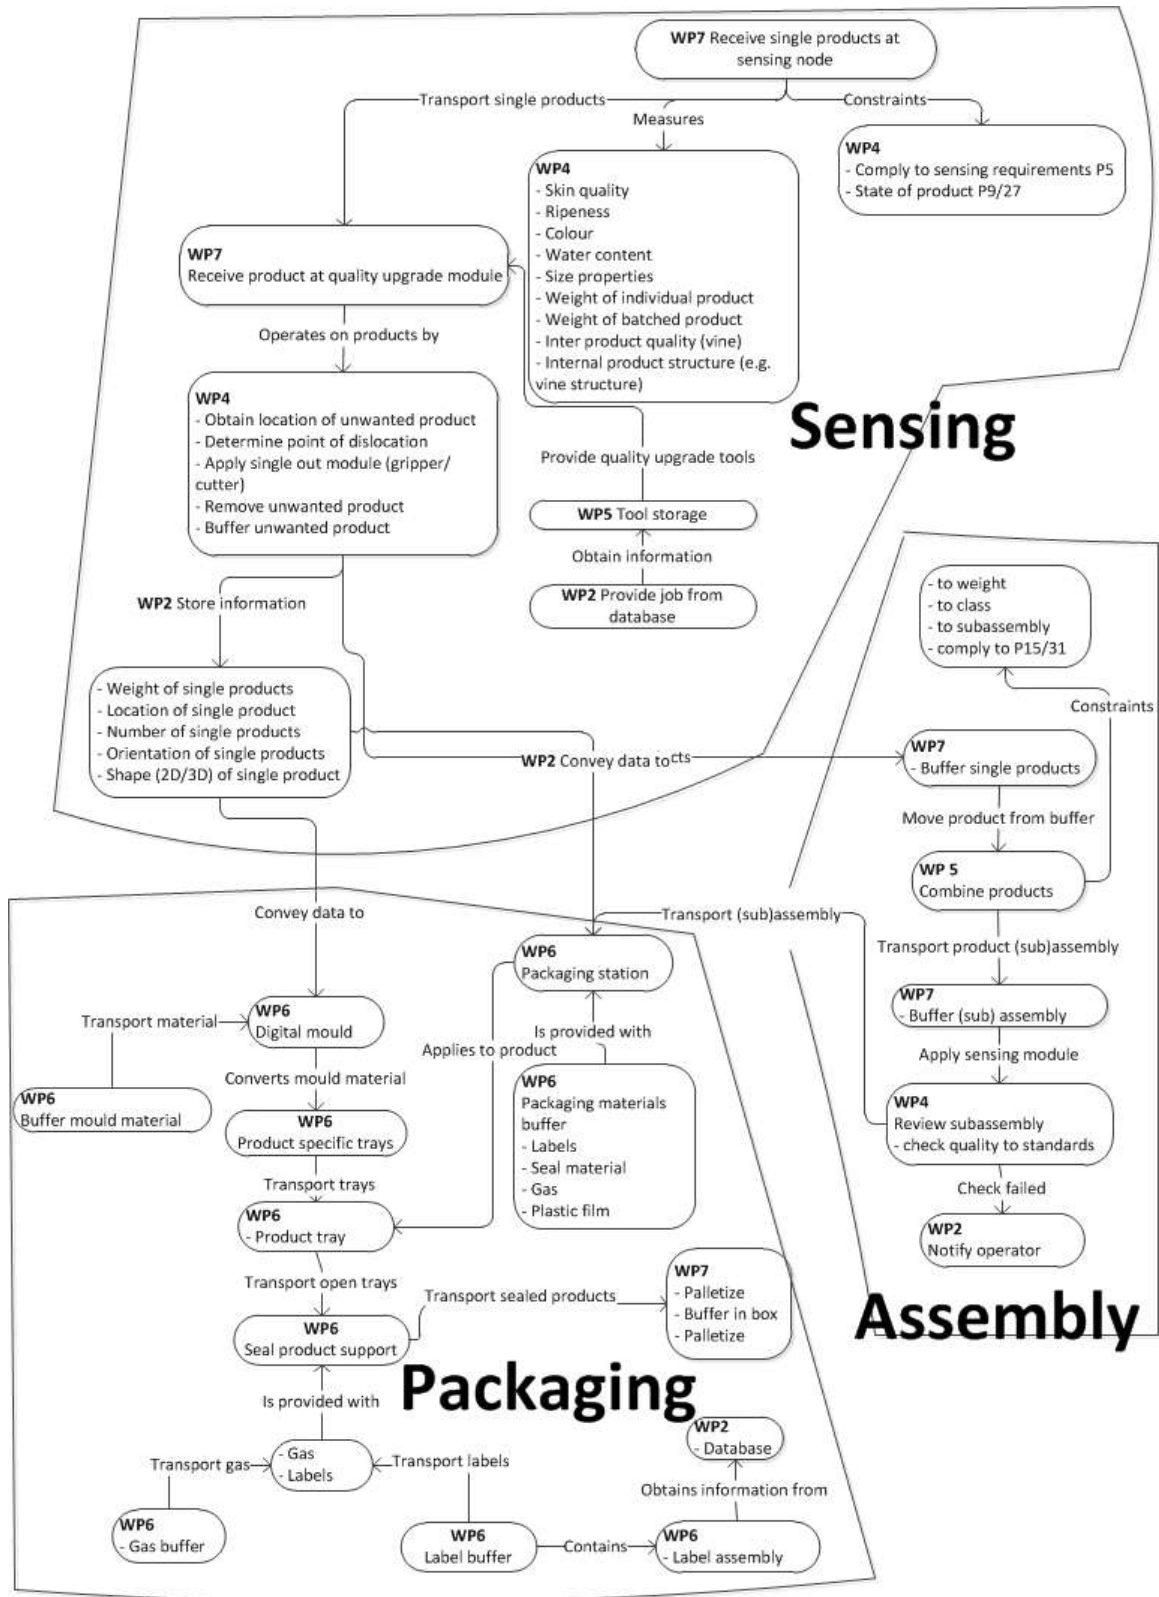 WP7 Receive single products at
sensing node
Transport single products
Constraints
Measures
WP4
- Comply to sensing requirements P5
- State of product P9/27
WP4
- Skin quality
- Ripeness
- Colour
- Water content
- Size properties
- Weight of individual product
- Weight of batched product
- Inter product quality (vine)
- Internal product structure (e.g.
vine structure)
WP7
Receive product at quality upgrade module
Operates on products by
WP4
- Obtain location of unwanted product
- Determine point of dislocation
- Apply single out module (gripper/
cutter)
- Remove unwanted product
- Buffer unwanted product
Sensing
Provide quality upgrade tools
WP5 Tool storage
Obtain information
WP2 Provide job from
database
WP2 Store information
- Weight of single products
- Location of single product
- Number of single products
- Orientation of single products
- Shape (2D/3D) of single product
WP2 Convey data to
cts
- to weight
- to class
- to subassembly
- comply to P15/31
Constraints
WP7
- Buffer single products
Move product from buffer
WP 5
Combine products
Transport product (sub)assembly
WP7
- Buffer (sub) assembly
Apply sensing module
WP4
Review subassembly
- check quality to standards
Check failed
WP2
Notify operator
Assembly
Transport (sub)assembly
Convey data to
WP6
Packaging station
Is provided with
Applies to product
WP6
Packaging materials
buffer
- Labels
- Seal material
- Gas
- Plastic film
WP6
Digital mould
Transport material
WP6
Buffer mould material
Converts mould material
WP6
Product specific trays
Transport trays
WP6
- Product tray
Transport open trays
WP6
Seal product support
Transport sealed products
WP7
- Palletize
- Buffer in box
- Palletize
Packaging
Is provided with
- Gas
- Labels
Transport gas
Transport labels
WP6
- Gas buffer
WP6
Label buffer
Contains
WP6
- Label assembly
Obtains information from
WP2
- Database